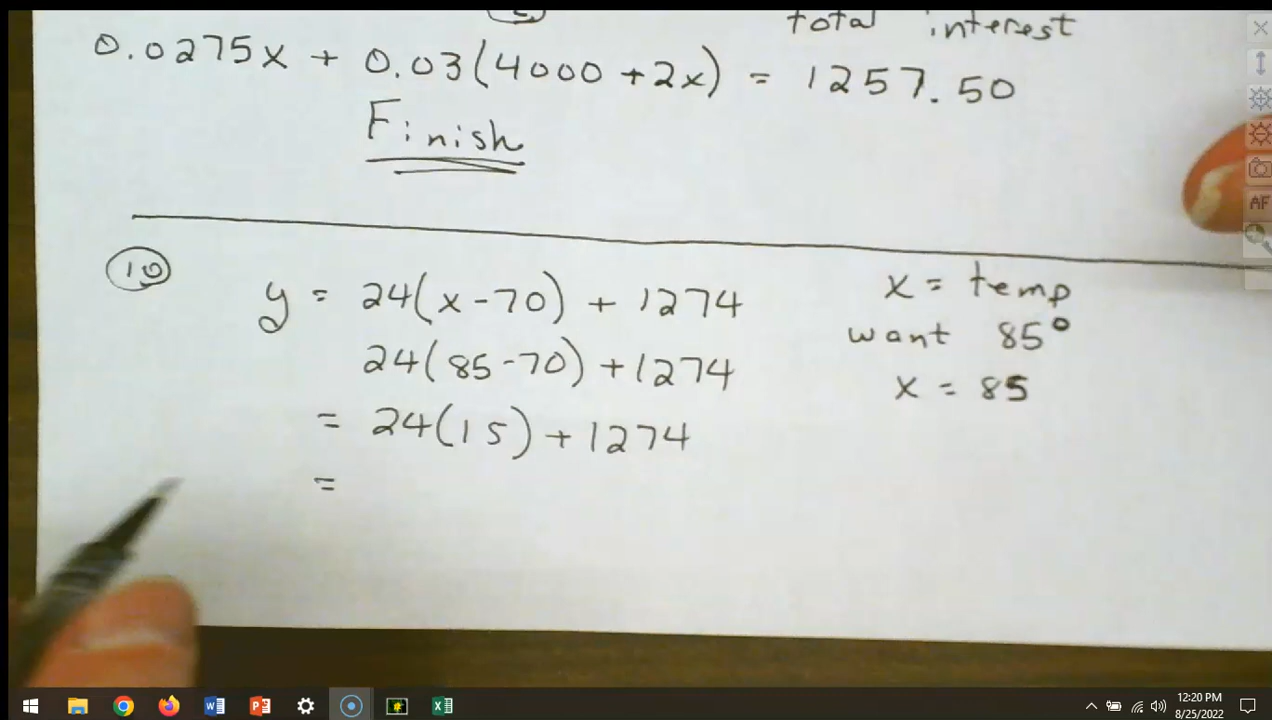 total interest
0.0275x + 0.03(4000 + 2x) = 1257.50
Finish
10
y = 24(x - 70) + 1274
x = temp
24(85 - 70) + 1274
want 85°
x = 85
= 24(15) + 1274
=
AF
12:20 PM
8/25/2022